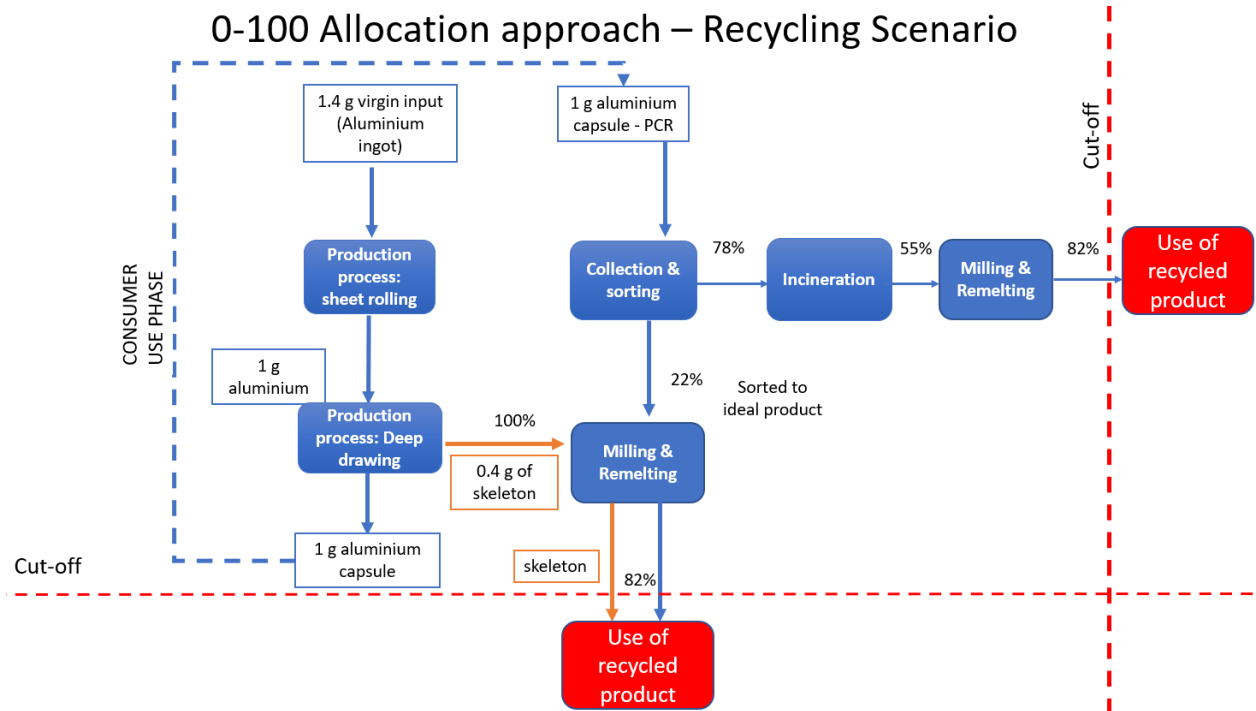 0-100 Allocation approach – Recycling Scenario
1.4 g virgin input
(Aluminium
ingot)
1 g aluminium
capsule - PCR
Cut-off
Production
process:
sheet rolling
Collection &
sorting
78%
Incineration
55%
Milling &
Remelting
82%
Use of
recycled
product
CONSUMER
USE PHASE
1 g
aluminium
22%
Sorted to
ideal product
Production
process: Deep
drawing
100%
0.4 g of
skeleton
Milling &
Remelting
1 g aluminium
capsule
skeleton
82%
Cut-off
Use of
recycled
product